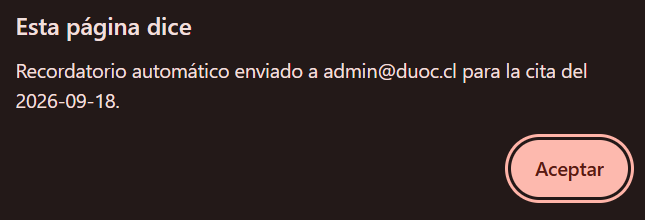 Esta página dice
Recordatorio automático enviado a admin@duoc.cl para la cita del
2026-09-18.
Aceptar